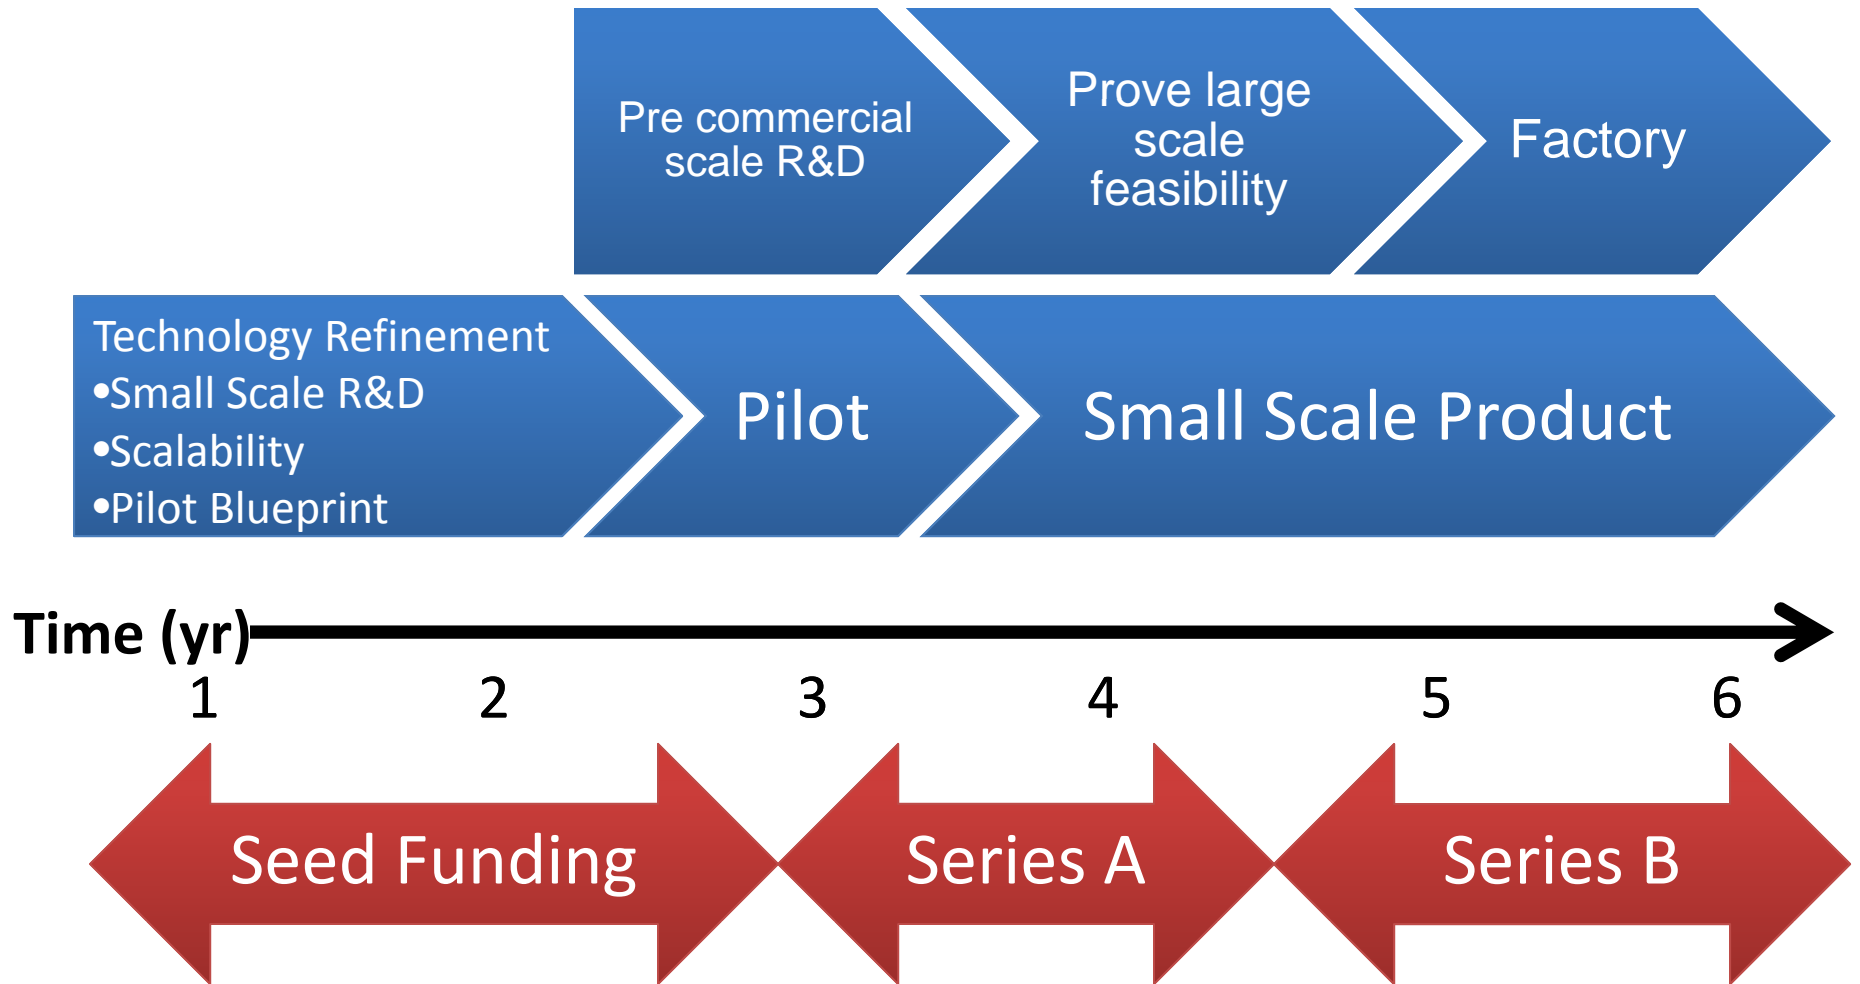 Pre commercial
scale R&D
Prove large
scale
feasibility
Factory
Technology Refinement
•Small Scale R&D
•Scalability
•Pilot Blueprint
Pilot
Small Scale Product
Time (yr)
1 2 3 4 5 6
Seed Funding
Series A
Series B